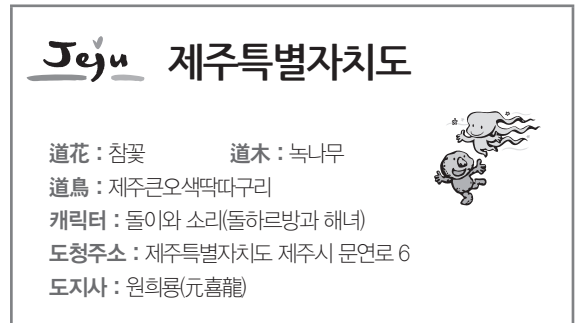 Jeju 제주특별자치도
道花 : 참꽃 道木 : 녹나무
道鳥 : 제주큰오색딱따구리
캐릭터 : 돌이와 소리(돌하르방과 해녀)
도청주소 : 제주특별자치도 제주시 문연로 6
도지사 : 원희룡(元喜龍)